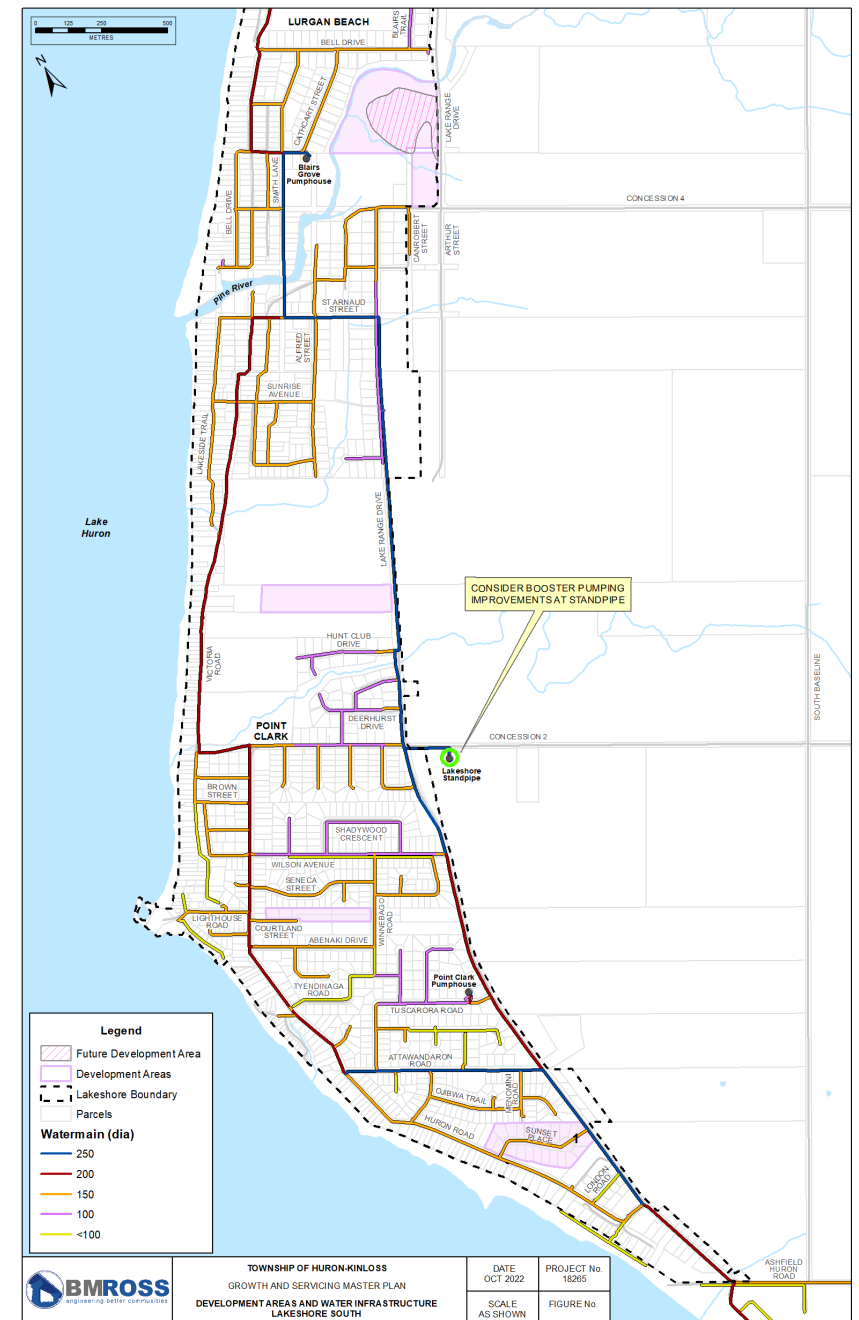 0 125 250 500
METRES
N
LURGAN BEACH
BLAIRS
TRAIL
BELL DRIVE
CATHCART STREET
LAKE RANGE
DRIVE
Blairs
Grove
Pumphouse
SMITH LANE
BELL DRIVE
CONCESSION 4
CANROBERT
STREET
ARTHUR
STREET
Pine River
ST ARNAUD
STREET
ALFRED
STREET
SUNRISE
AVENUE
LAKESIDE TRAIL
Lake
Huron
LAKE RANGE DRIVE
CONSIDER BOOSTER PUMPING
IMPROVEMENTS AT STANDPIPE
HUNT CLUB
DRIVE
VICTORIA
ROAD
SOUTH BASELINE
DEERHURST
DRIVE
POINT
CLARK
CONCESSION 2
Lakeshore
Standpipe
BROWN
STREET
SHADYWOOD
CRESCENT
WILSON AVENUE
SENECA
STREET
WINNEBAGO
ROAD
LIGHTHOUSE
ROAD
COURTLAND
STREET
ABENAKI DRIVE
Point Clark
Pumphouse
TYENDINAGA
ROAD
TUSCARORA ROAD
ATTAWANDARON
ROAD
MENOMINI
ROAD
OJIBWA TRAIL
HURON ROAD
SUNSET
PLACE
1
LONDON
ROAD
ASHFIELD
HURON
ROAD
Legend
Future Development Area
Development Areas
Lakeshore Boundary
Parcels
Watermain (dia)
250
200
150
100
<100
BMROSS
engineering better communities
TOWNSHIP OF HURON-KINLOSS
GROWTH AND SERVICING MASTER PLAN
DEVELOPMENT AREAS AND WATER INFRASTRUCTURE
LAKESHORE SOUTH
DATE
OCT 2022
PROJECT No.
18265
SCALE
AS SHOWN
FIGURE No.